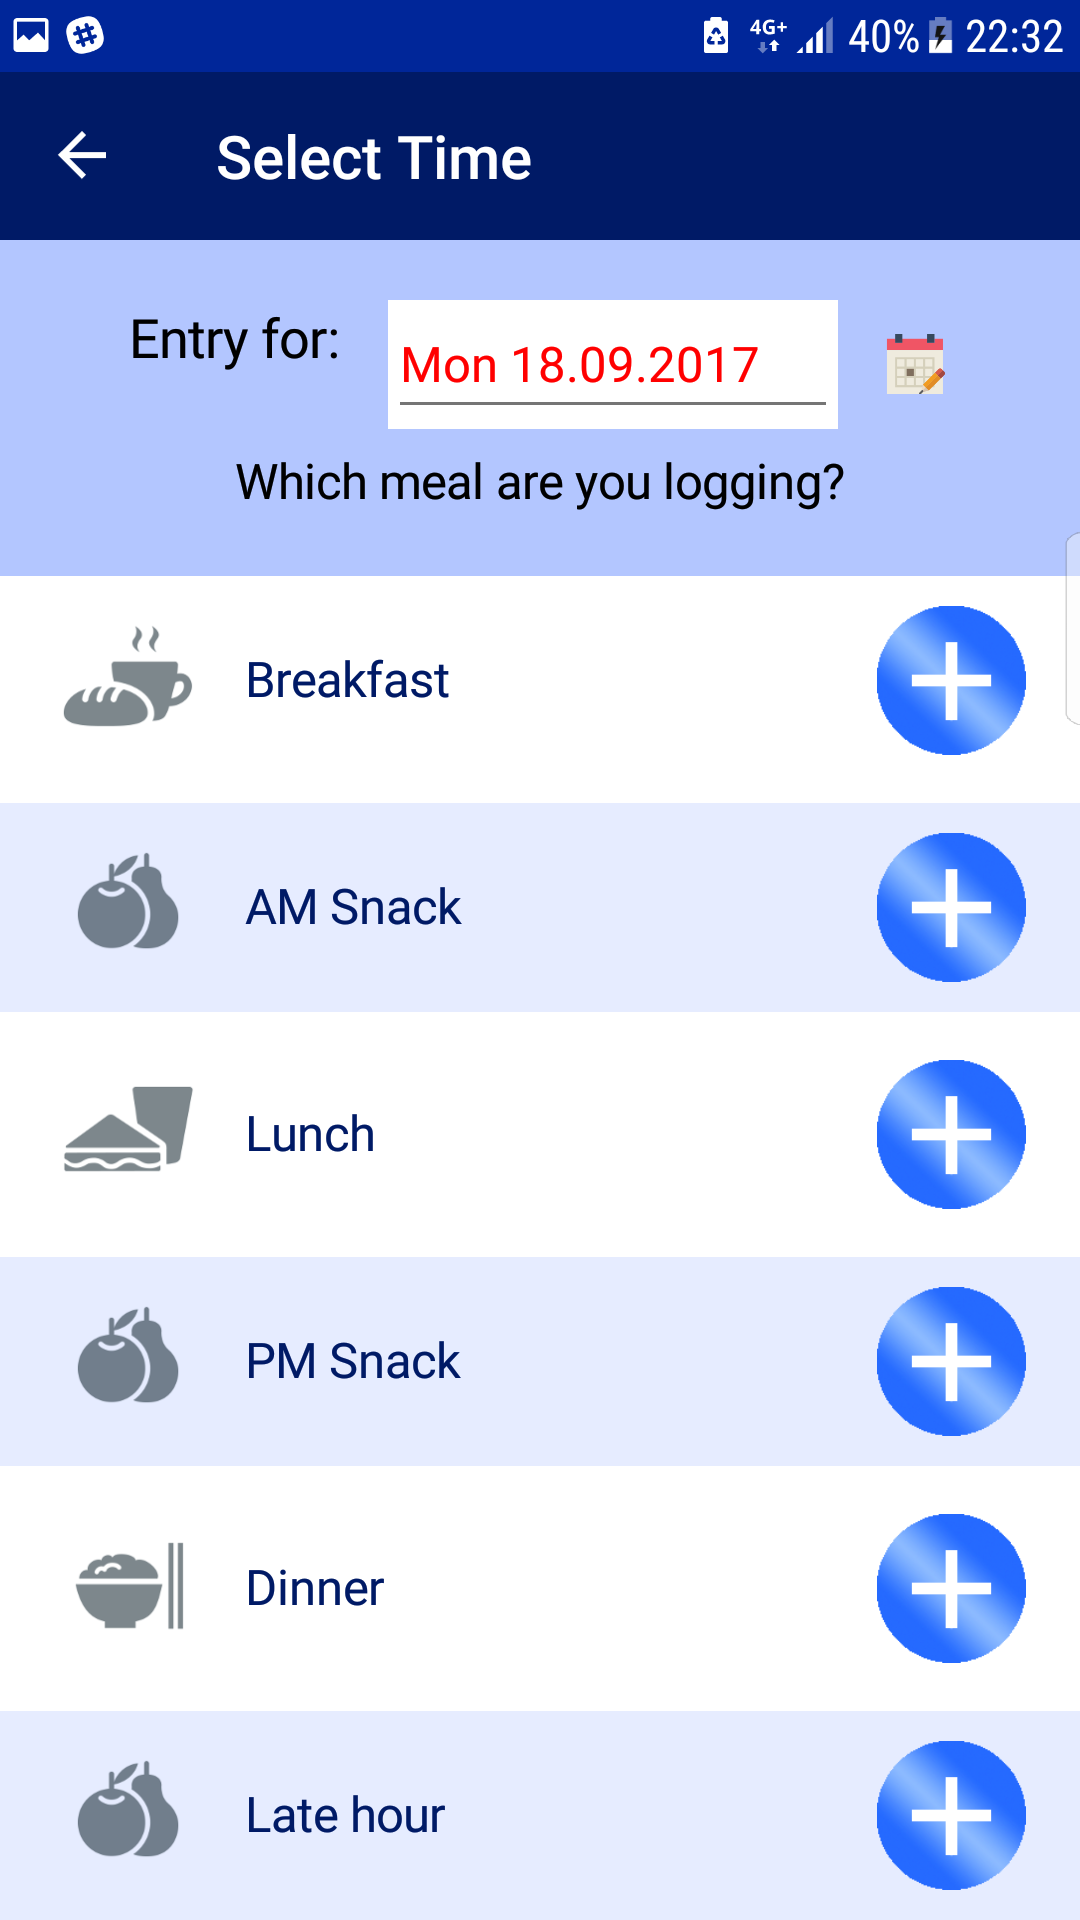 4G+ 40% 22:32
Select Time
Entry for:
Mon 18.09.2017
Which meal are you logging?
Breakfast
AM Snack
Lunch
PM Snack
Dinner
Late hour